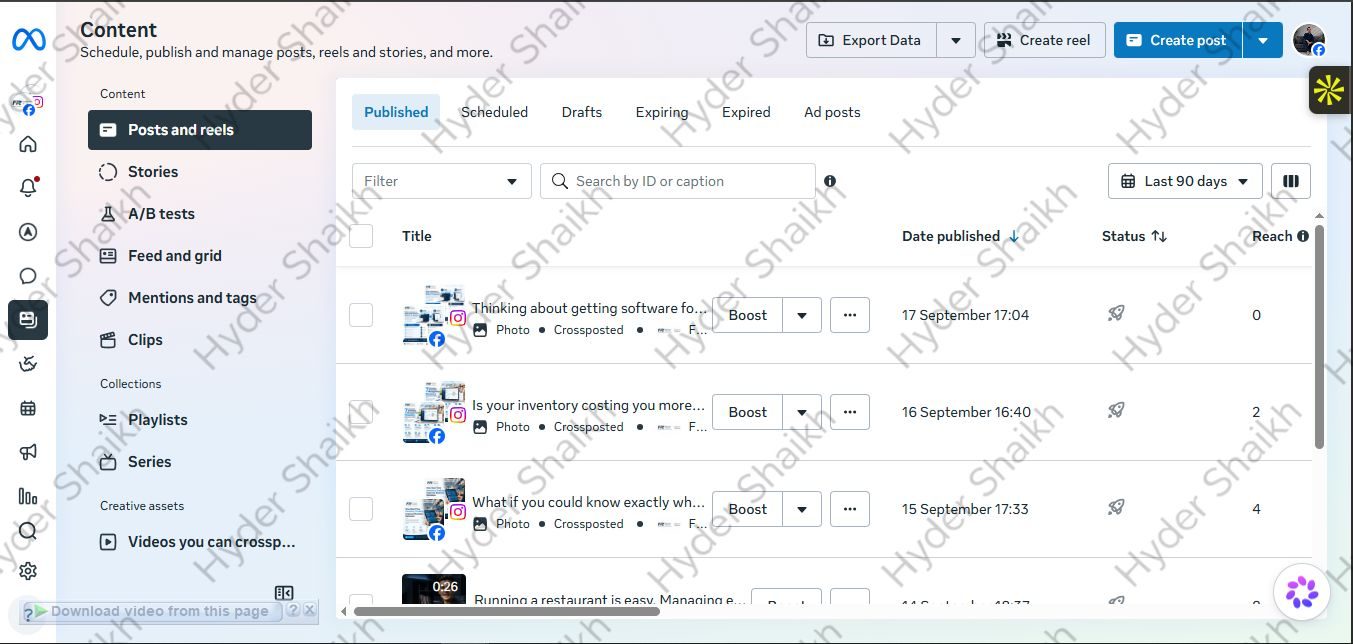 Content
Schedule, publish and manage posts, reels and stories, and more.
Export Data
Create reel
Create post
Content
Posts and reels
Stories
A/B tests
Feed and grid
Mentions and tags
Clips
Collections
Playlists
Series
Creative assets
Videos you can crossp...
Download video from this page ? X
Published Scheduled Drafts Expiring Expired Ad posts
Filter
Search by ID or caption
Last 90 days
Title Date published Status Reach
Thinking about getting software fo... Boost ... 17 September 17:04 0
Photo • Crossposted • F...
Is your inventory costing you more... Boost ... 16 September 16:40 2
Photo • Crossposted • F...
What if you could know exactly wh... Boost ... 15 September 17:33 4
Photo • Crossposted • F...
0:26
Running a restaurant is easy. Managing e...
Hyder Shaikh